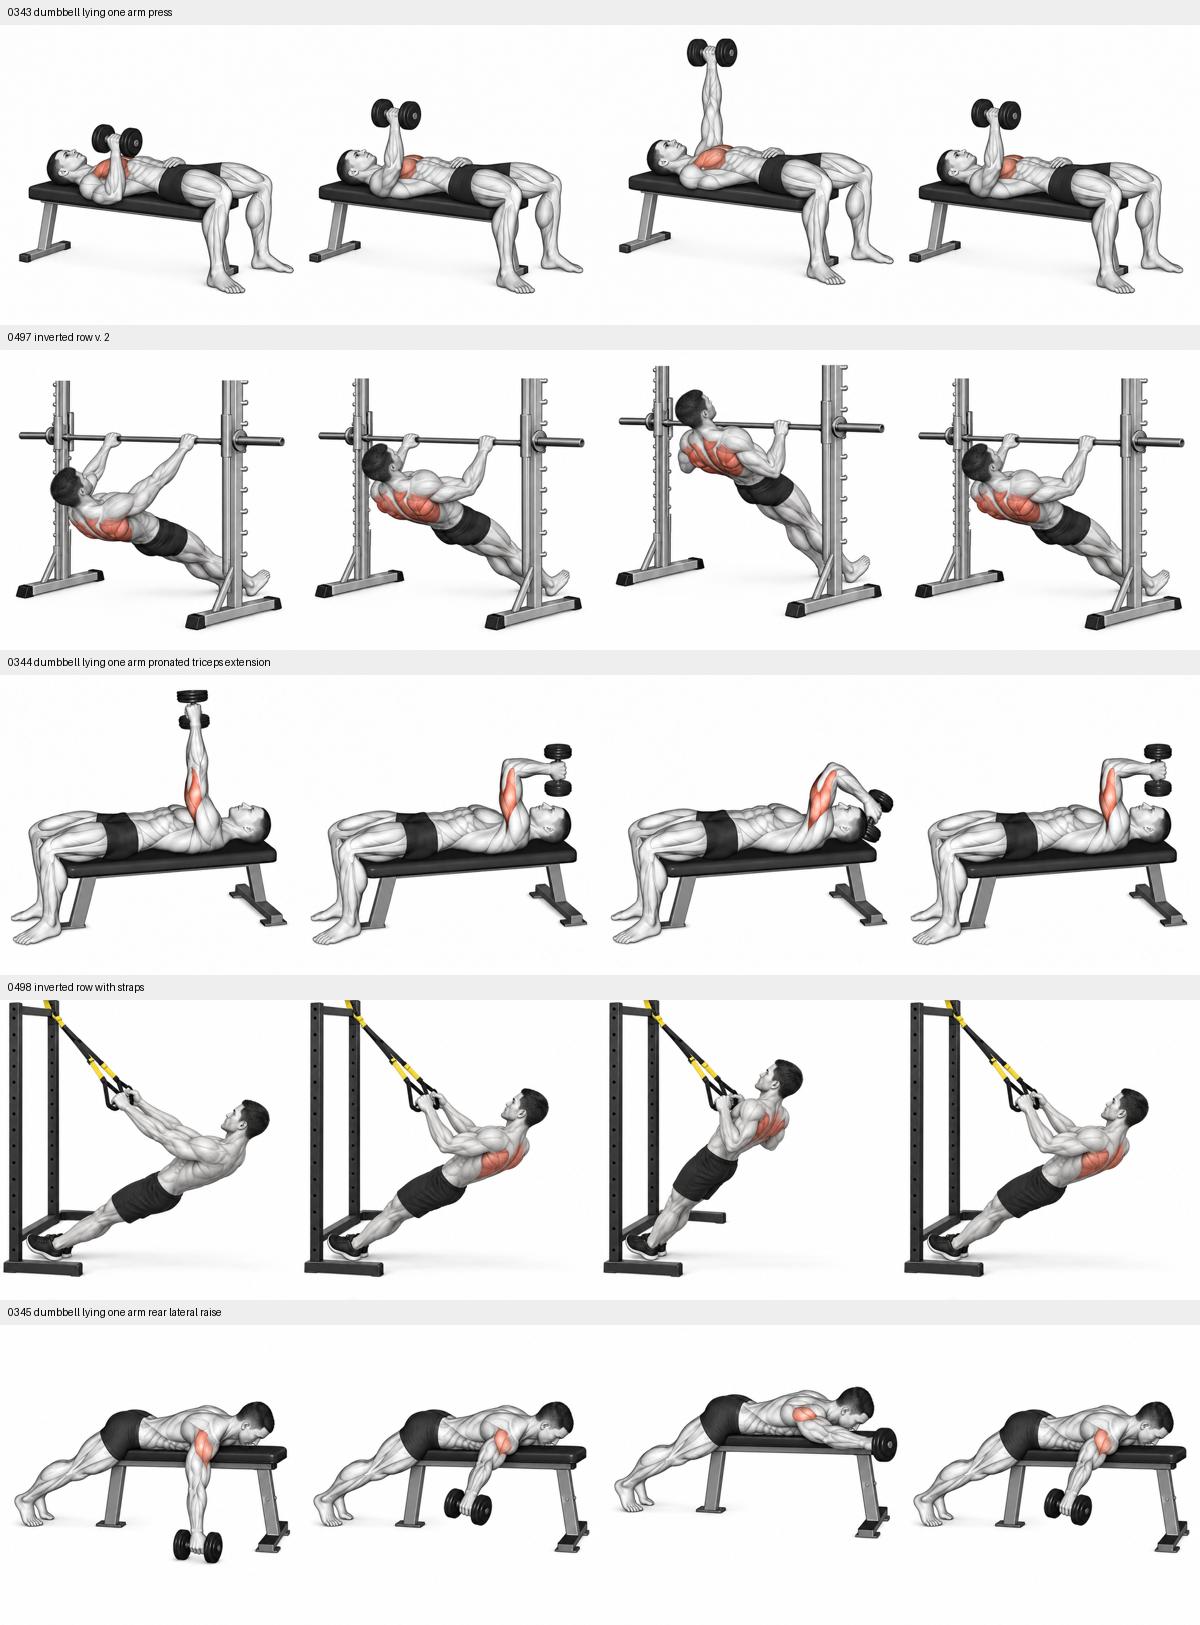 0343 dumbbell lying one arm press
0497 inverted row v. 2
0344 dumbbell lying one arm pronated triceps extension
0498 inverted row with straps
0345 dumbbell lying one arm rear lateral raise